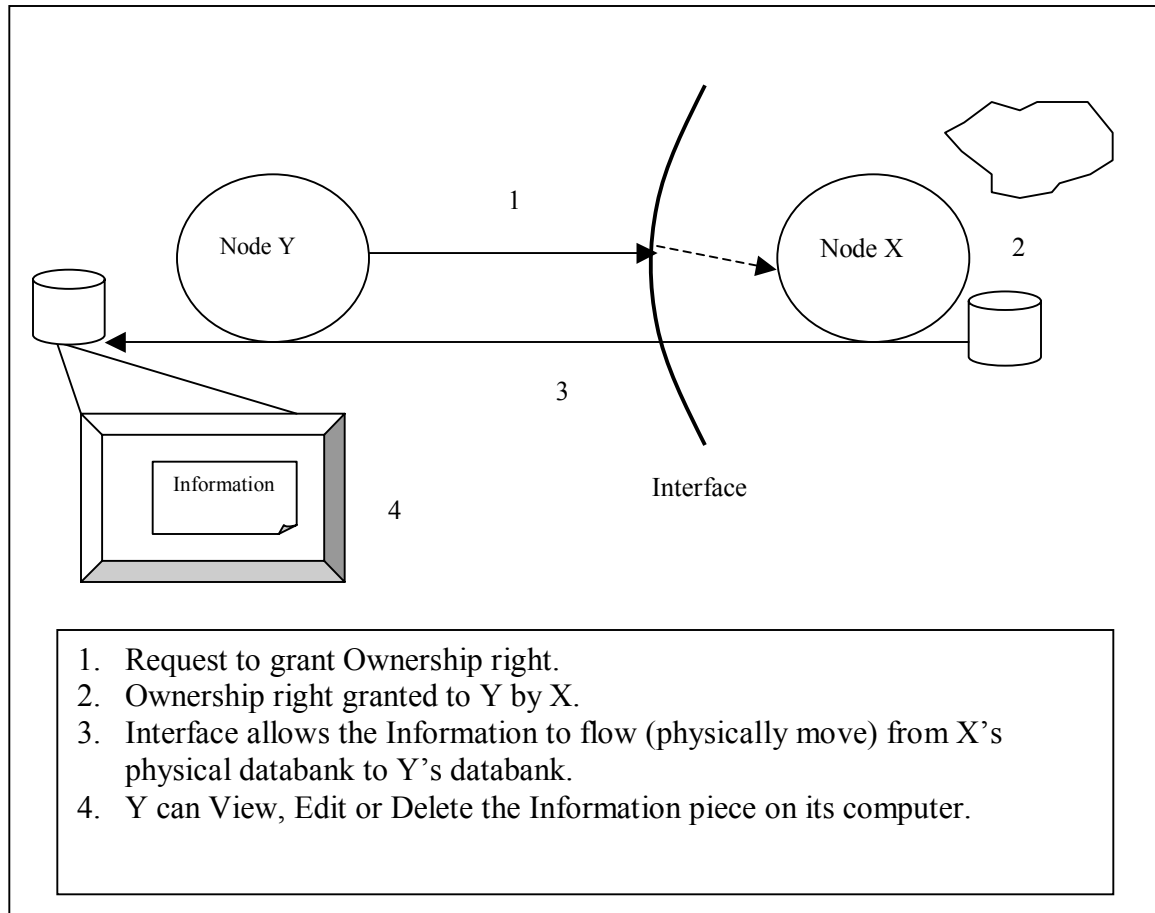 1
Node Y
Node X
2
3
Interface
Information
4
1. Request to grant Ownership right.
2. Ownership right granted to Y by X.
3. Interface allows the Information to flow (physically move) from X’s
physical databank to Y’s databank.
4. Y can View, Edit or Delete the Information piece on its computer.